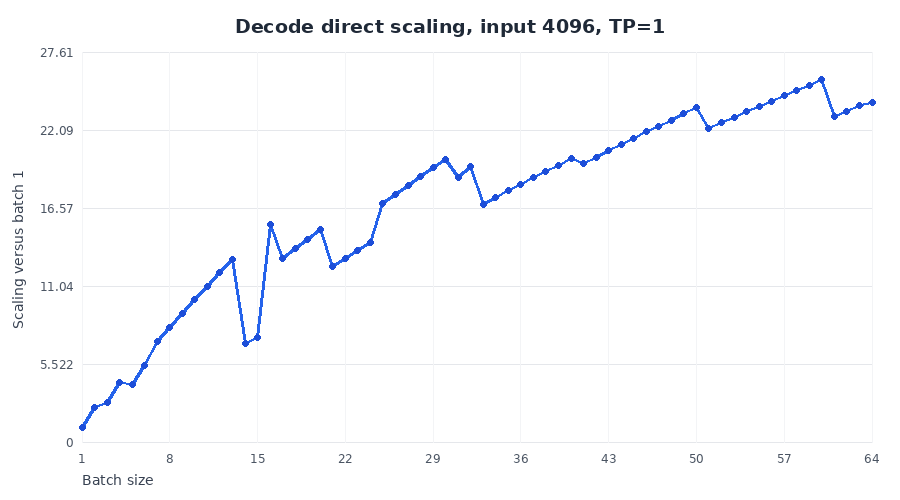 Decode direct scaling, input 4096, TP=1
27.61
22.09
16.57
11.04
5.522
0
Scaling versus batch 1
1 8 15 22 29 36 43 50 57 64
Batch size